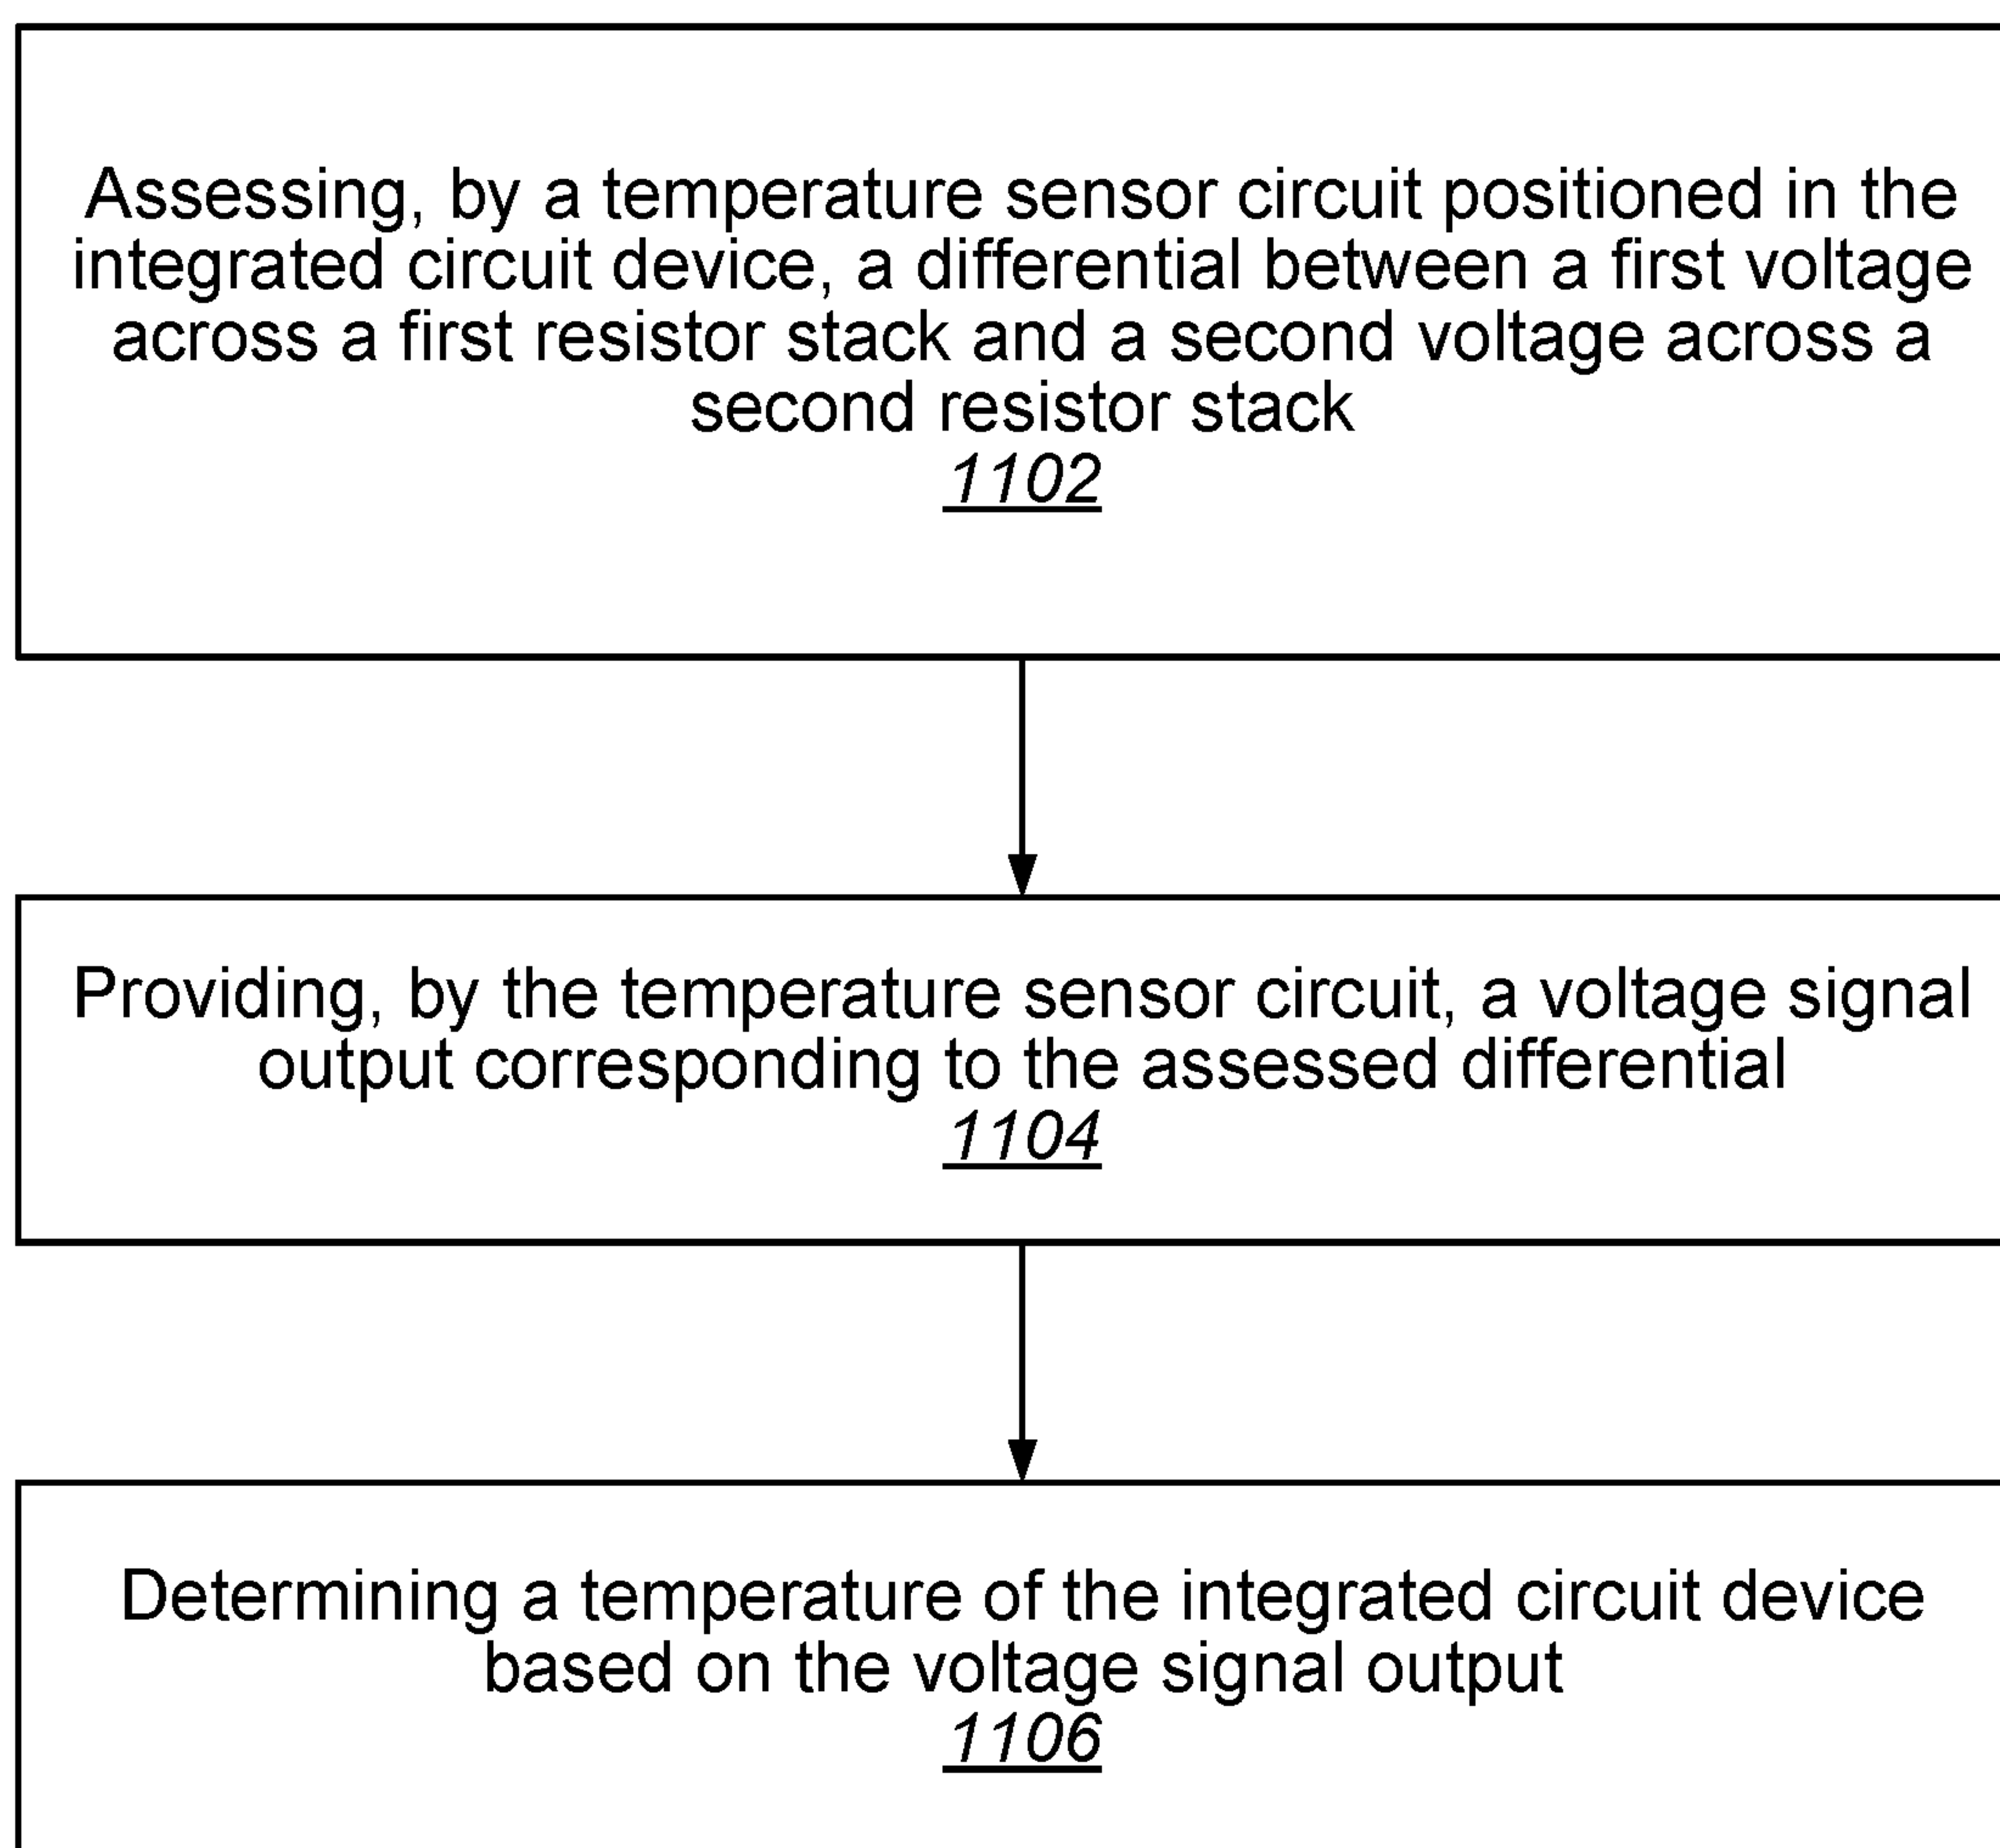 Assessing, by a temperature sensor circuit positioned in the
integrated circuit device, a differential between a first voltage
across a first resistor stack and a second voltage across a
second resistor stack
1102
Providing, by the temperature sensor circuit, a voltage signal
output corresponding to the assessed differential
1104
Determining a temperature of the integrated circuit device
based on the voltage signal output
1106